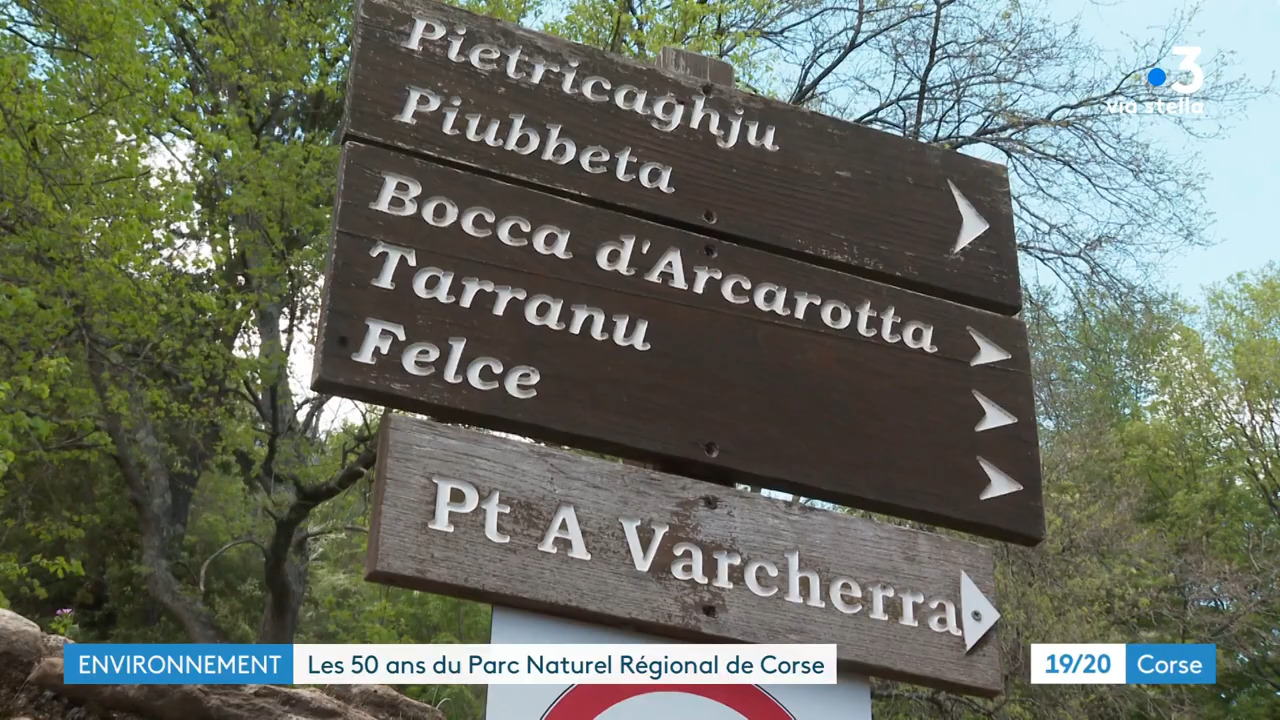 Pietricaghju
Piubbeta
Bocca d'Arcarotta
Tarranu
Felce
Pt A Varcherra
3
via stella
ENVIRONNEMENT
Les 50 ans du Parc Naturel Régional de Corse
19/20 Corse